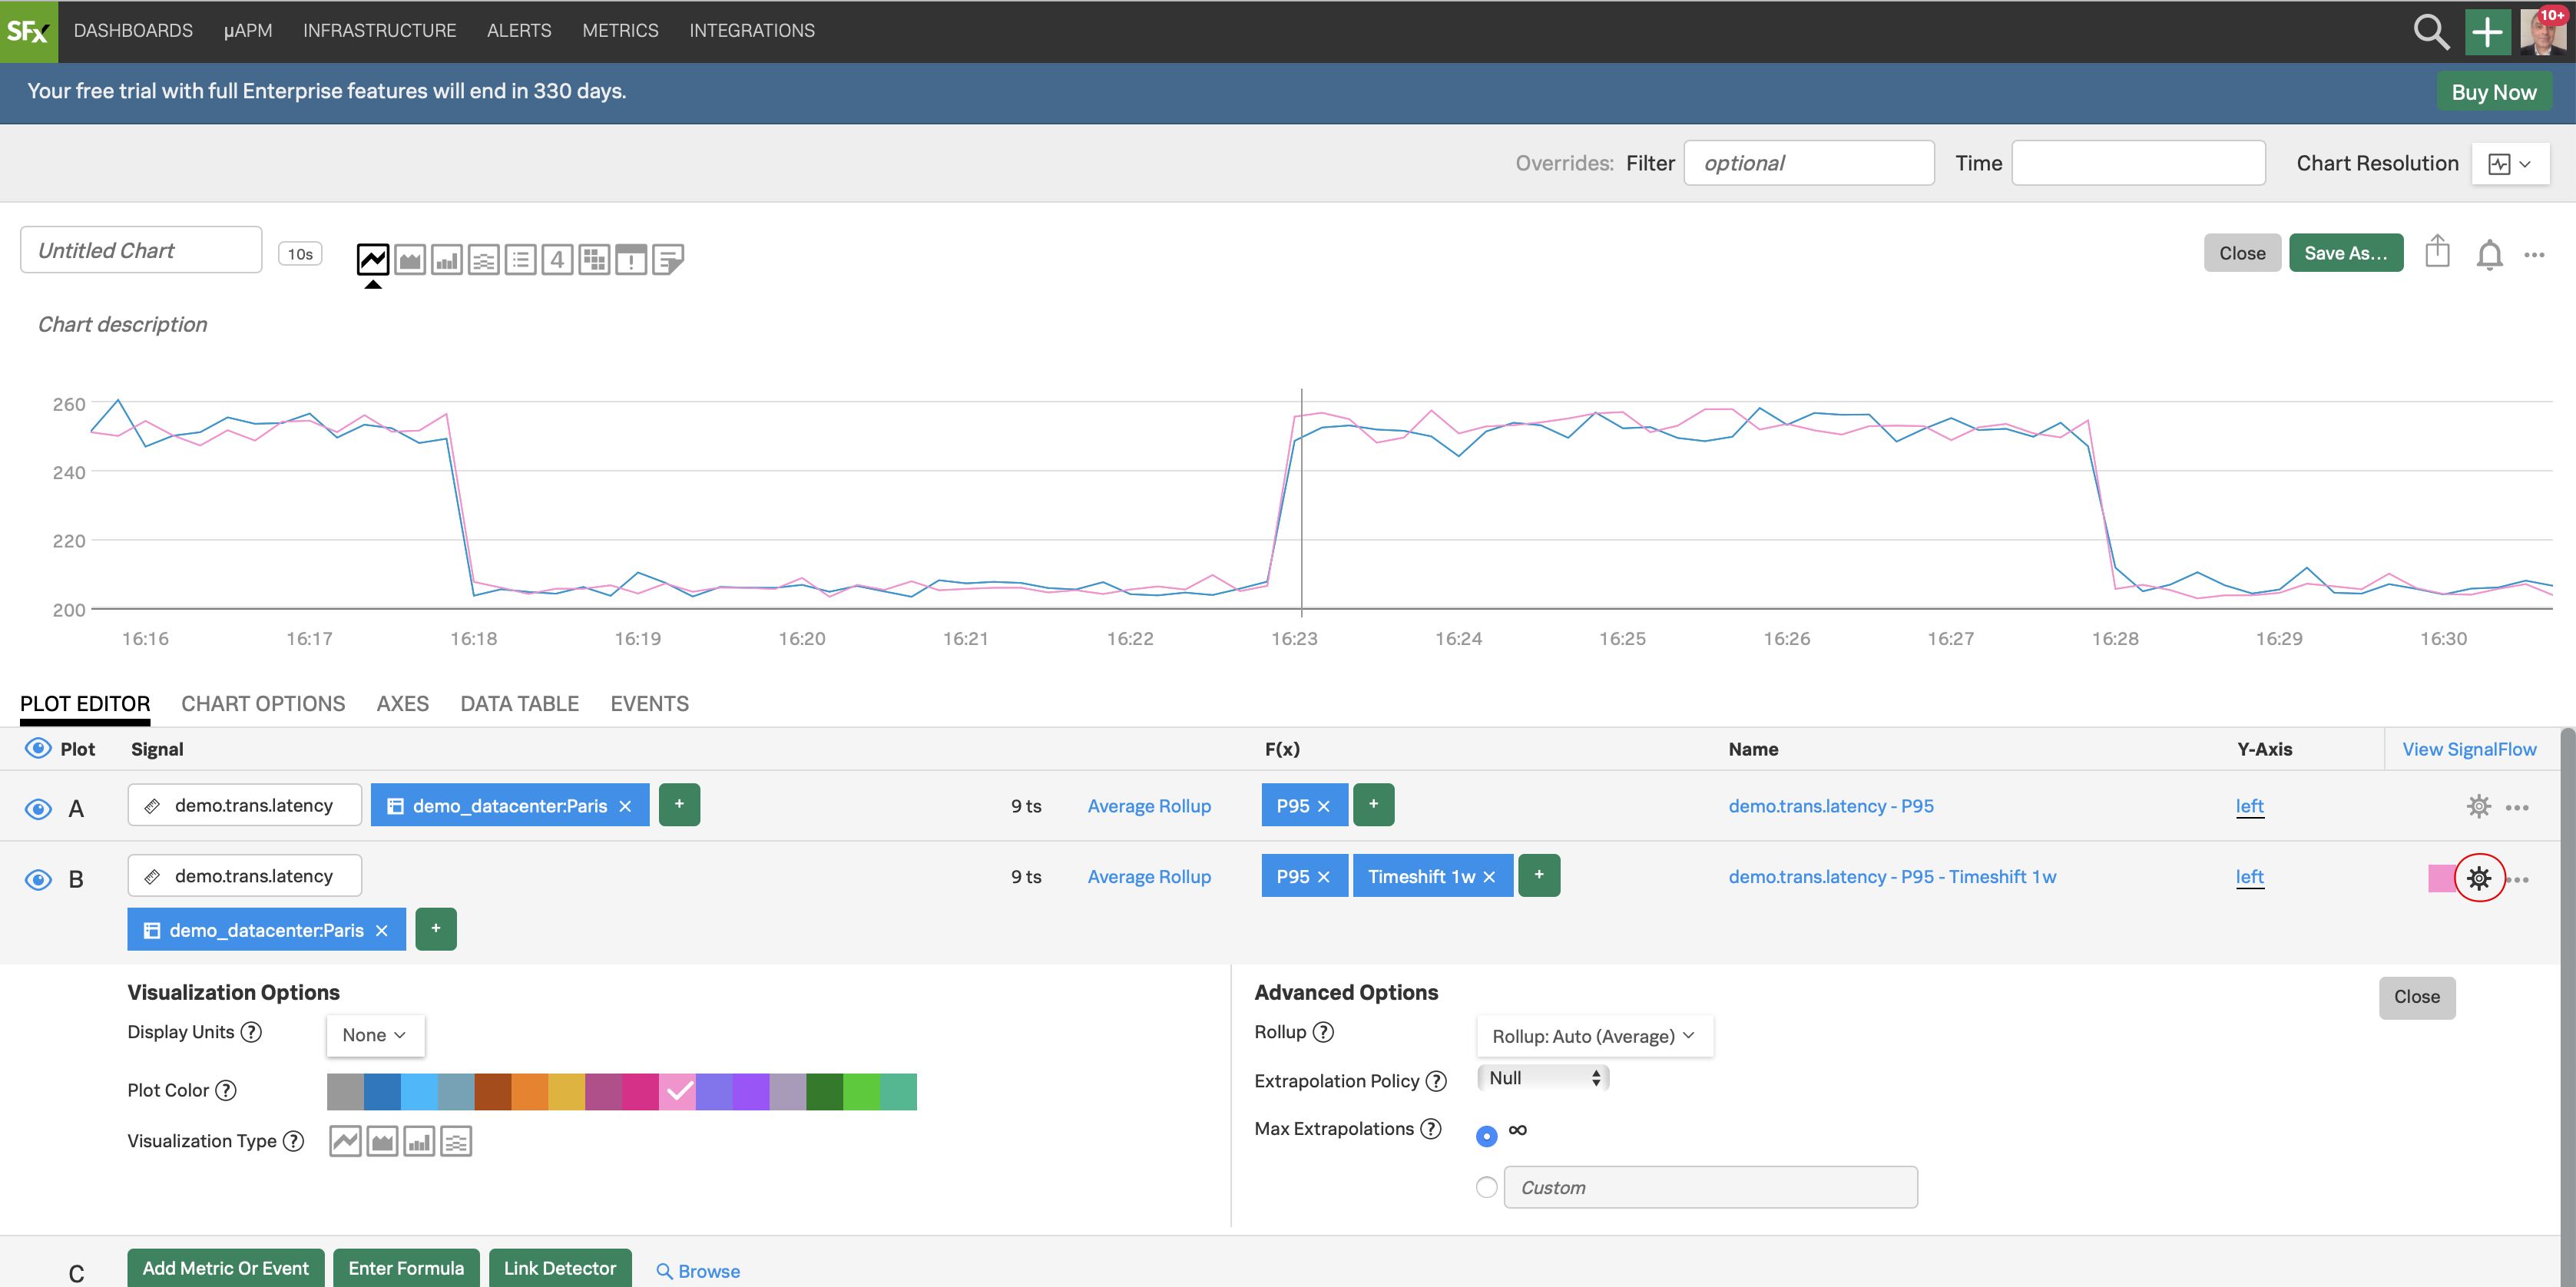 SFx DASHBOARDS µAPM INFRASTRUCTURE ALERTS METRICS INTEGRATIONS 10+
Your free trial with full Enterprise features will end in 330 days. Buy Now
Overrides: Filter optional Time Chart Resolution
Untitled Chart 10s 4 Close Save As...
Chart description
260
240
220
200
16:16 16:17 16:18 16:19 16:20 16:21 16:22 16:23 16:24 16:25 16:26 16:27 16:28 16:29 16:30
PLOT EDITOR CHART OPTIONS AXES DATA TABLE EVENTS
Plot Signal F(x) Name Y-Axis View SignalFlow
A demo.trans.latency demo_datacenter:Paris × + 9 ts Average Rollup P95 × + demo.trans.latency - P95 left
B demo.trans.latency 9 ts Average Rollup P95 × Timeshift 1w × + demo.trans.latency - P95 - Timeshift 1w left
demo_datacenter:Paris × +
Visualization Options
Display Units ? None
Plot Color ?
Visualization Type ?
Advanced Options Close
Rollup ? Rollup: Auto (Average)
Extrapolation Policy ? Null
Max Extrapolations ? ∞
Custom
C Add Metric Or Event Enter Formula Link Detector Browse